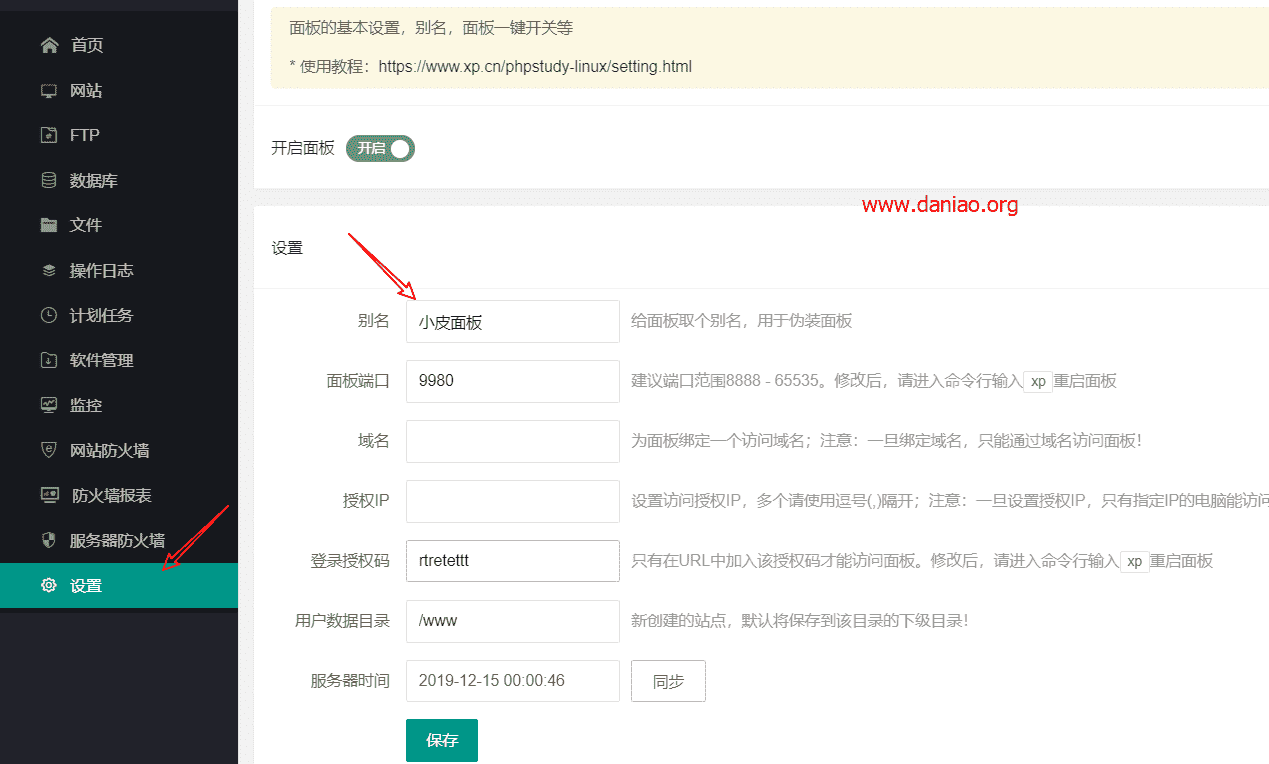 首页
网站
FTP
数据库
文件
操作日志
计划任务
软件管理
监控
网站防火墙
防火墙报表
服务器防火墙
设置
面板的基本设置，别名，面板一键开关等
* 使用教程：https://www.xp.cn/phpstudy-linux/setting.html
开启面板 开启
www.daniao.org
设置
别名 小皮面板 给面板取个别名，用于伪装面板
面板端口 9980 建议端口范围8888 - 65535。修改后，请进入命令行输入 xp 重启面板
域名 为面板绑定一个访问域名；注意：一旦绑定域名，只能通过域名访问面板！
授权IP 设置访问授权IP，多个请使用逗号(,)隔开；注意：一旦设置授权IP，只有指定IP的电脑能访问
登录授权码 rtretettt 只有在URL中加入该授权码才能访问面板。修改后，请进入命令行输入 xp 重启面板
用户数据目录 /www 新创建的站点，默认将保存到该目录的下级目录！
服务器时间 2019-12-15 00:00:46 同步
保存